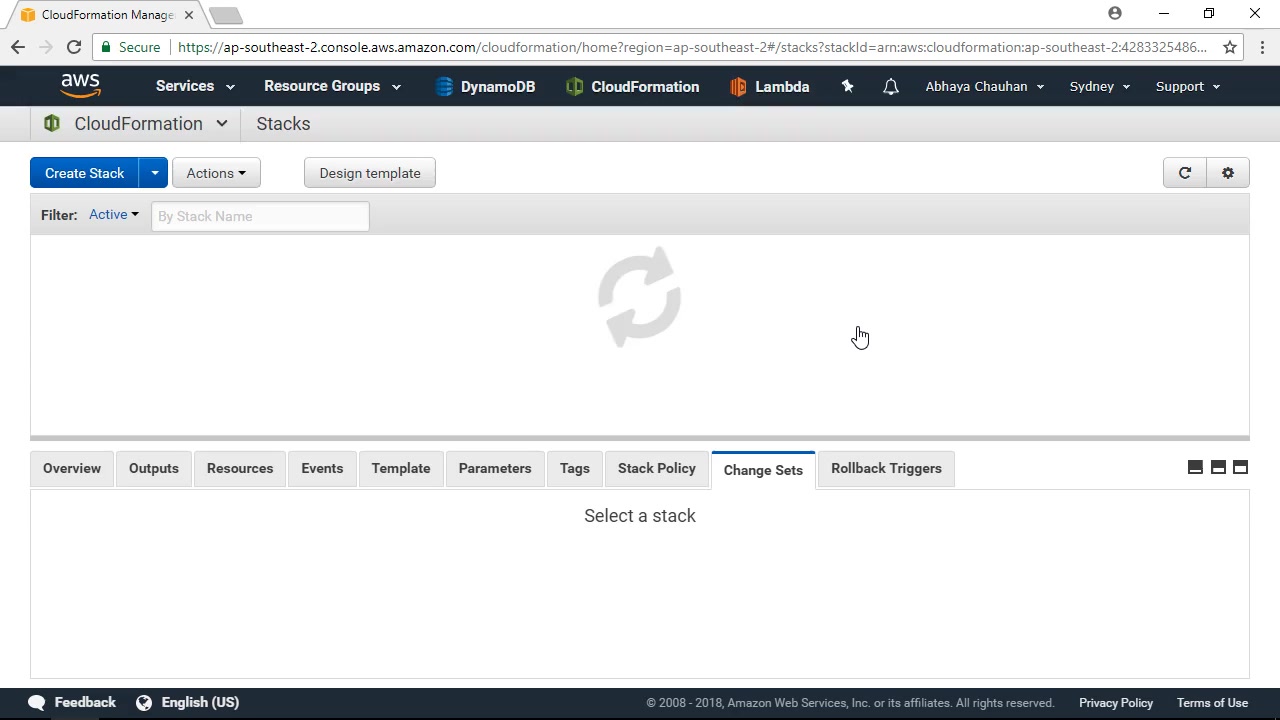 CloudFormation Manage
Secure
https://ap-southeast-2.console.aws.amazon.com/cloudformation/home?region=ap-southeast-2#/stacks?stackId=arn:aws:cloudformation:ap-southeast-2:4283325486...
aws Services Resource Groups DynamoDB CloudFormation Lambda Abhaya Chauhan Sydney Support
CloudFormation Stacks
Create Stack Actions Design template
Filter: Active By Stack Name
Overview Outputs Resources Events Template Parameters Tags Stack Policy Change Sets Rollback Triggers
Select a stack
Feedback English (US) © 2008 - 2018, Amazon Web Services, Inc. or its affiliates. All rights reserved. Privacy Policy Terms of Use